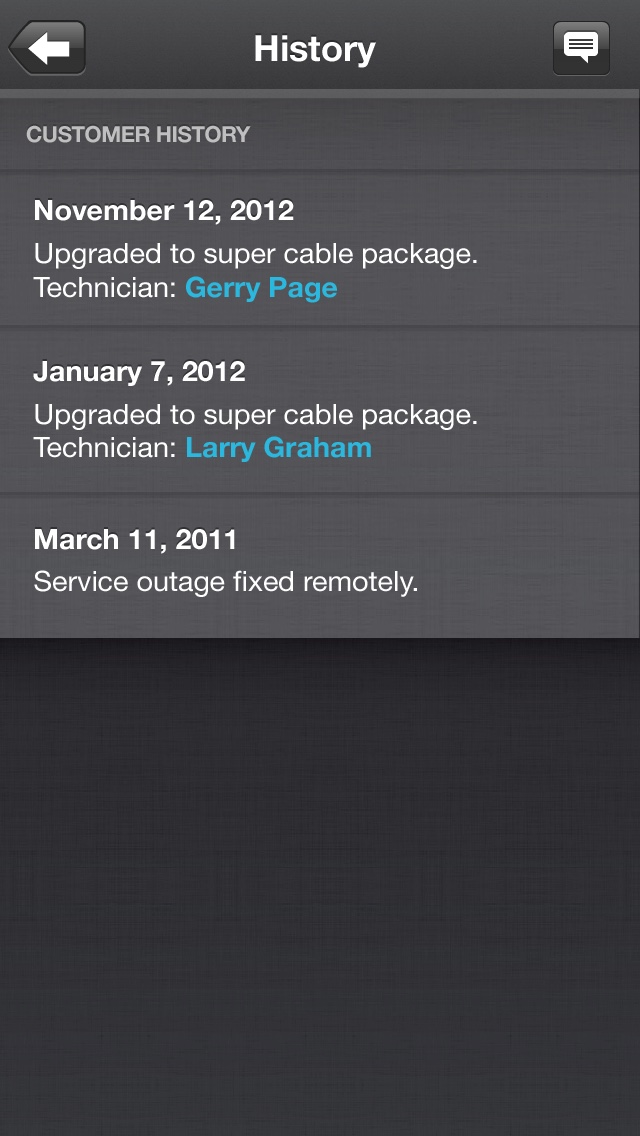 History
CUSTOMER HISTORY
November 12, 2012
Upgraded to super cable package.
Technician: Gerry Page
January 7, 2012
Upgraded to super cable package.
Technician: Larry Graham
March 11, 2011
Service outage fixed remotely.